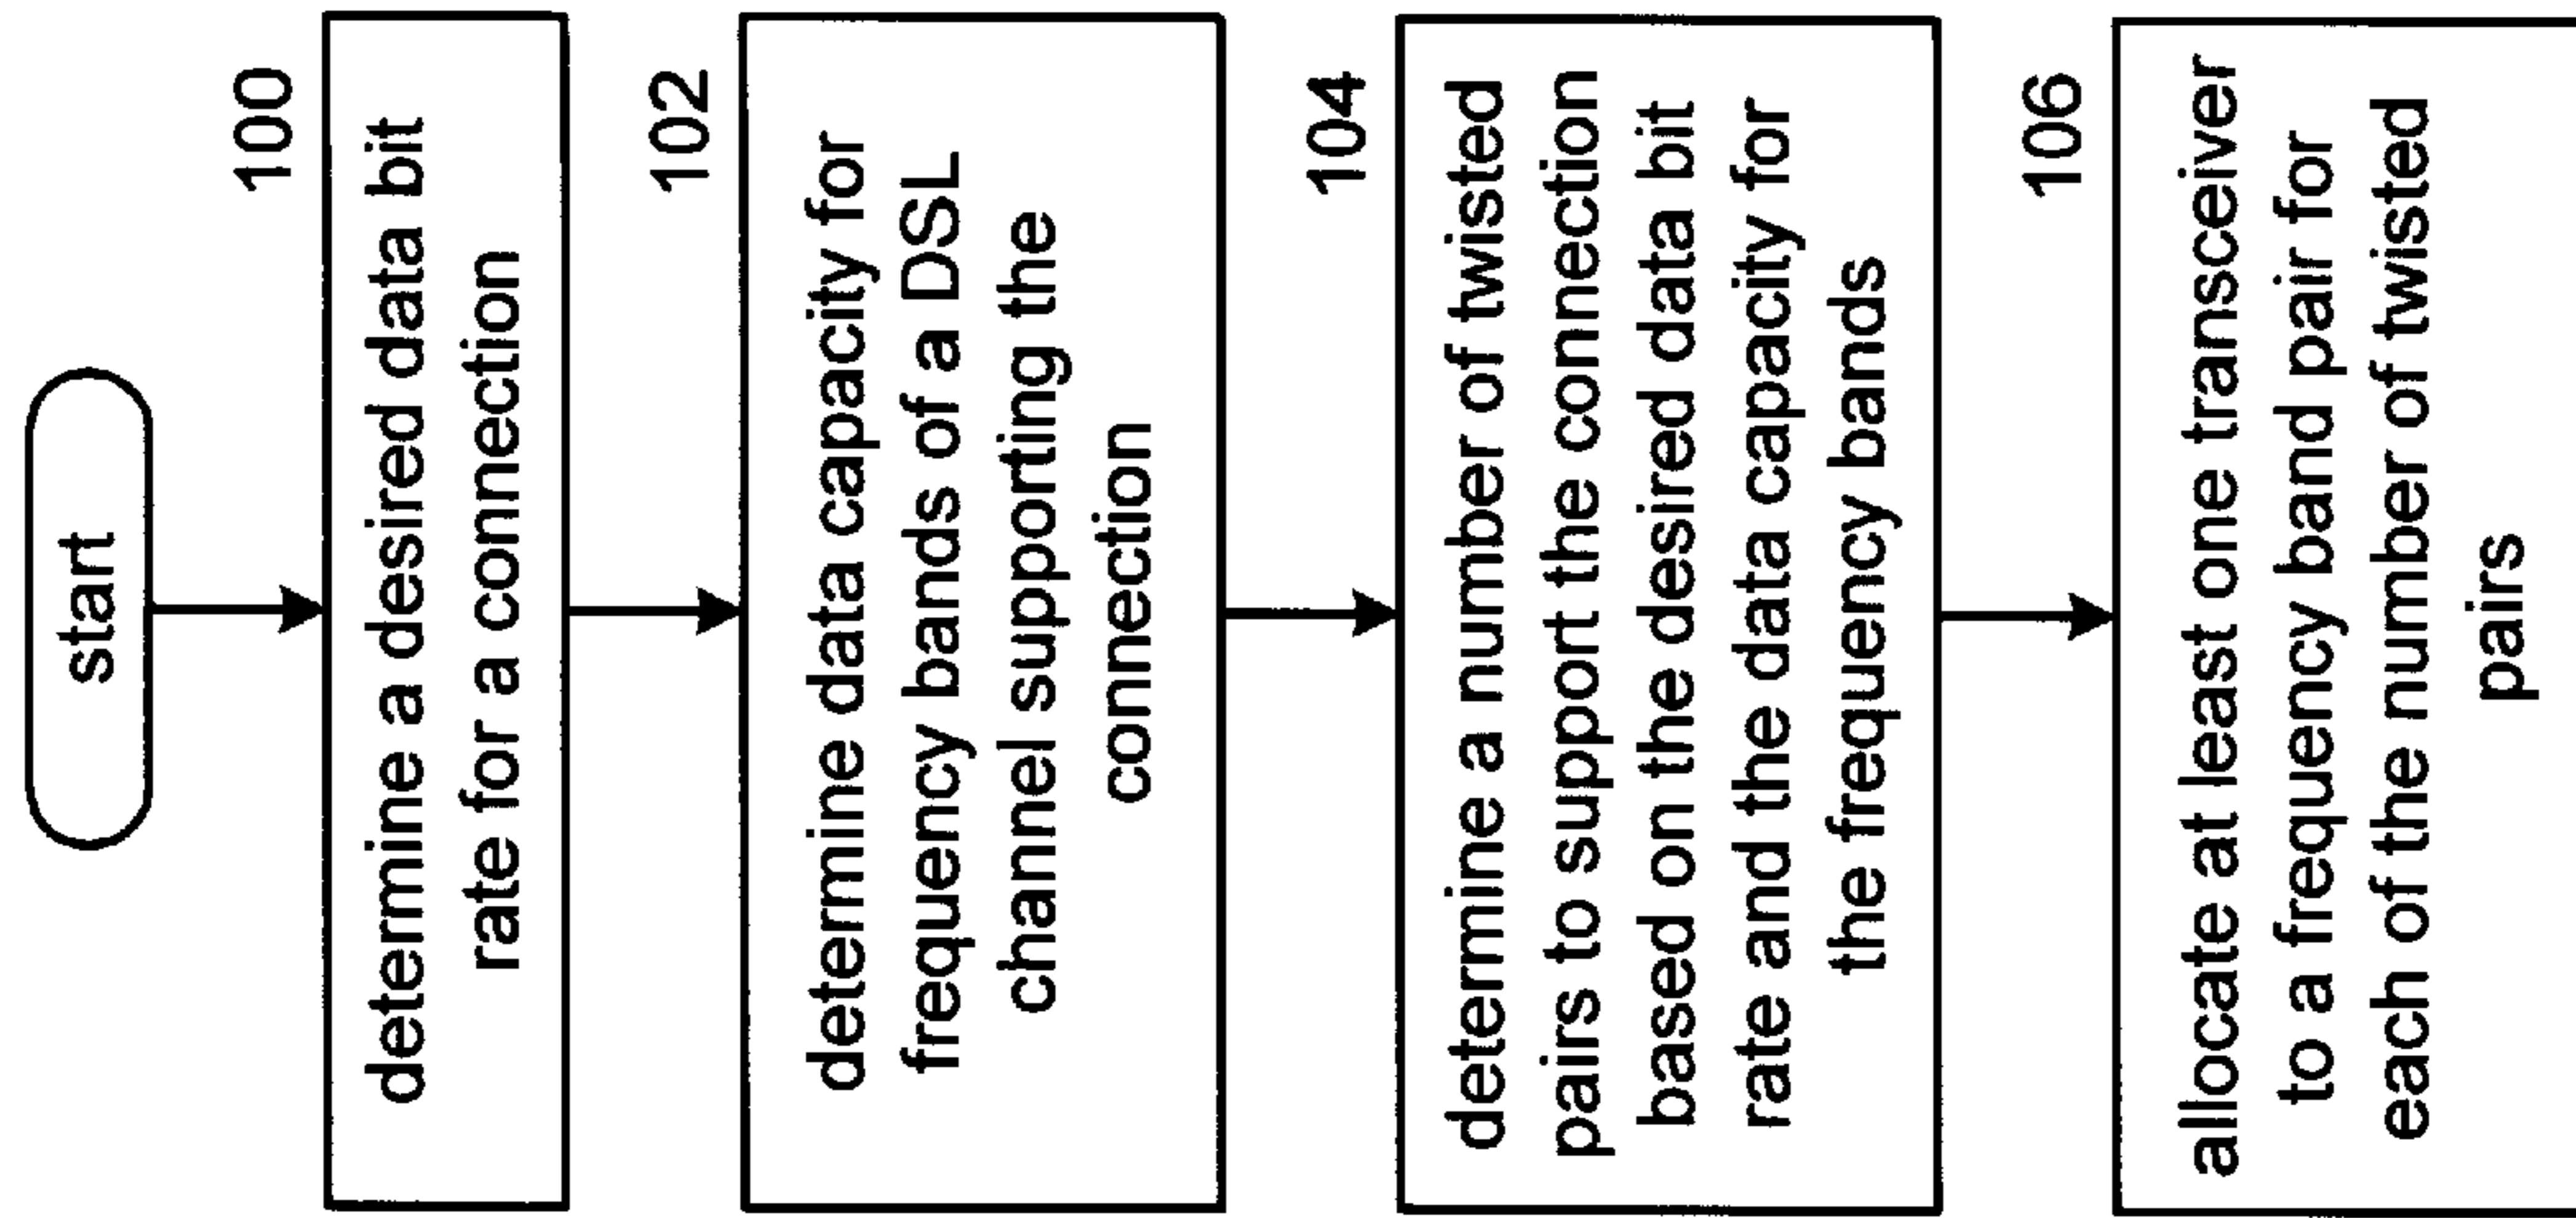 start
100
determine a desired data bit
rate for a connection
102
determine data capacity for
frequency bands of a DSL
channel supporting the
connection
104
determine a number of twisted
pairs to support the connection
based on the desired data bit
rate and the data capacity for
the frequency bands
106
allocate at least one transceiver
to a frequency band pair for
each of the number of twisted
pairs